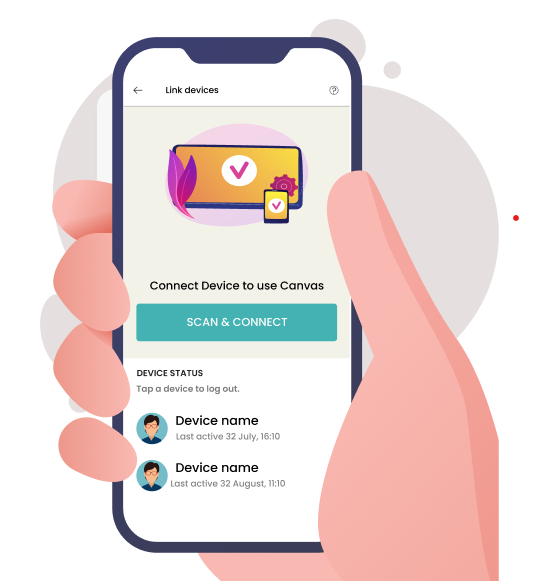 Link devices
Connect Device to use Canvas
SCAN & CONNECT
DEVICE STATUS
Tap a device to log out.
Device name
Last active 32 July, 16:10
Device name
Last active 32 August, 11:10